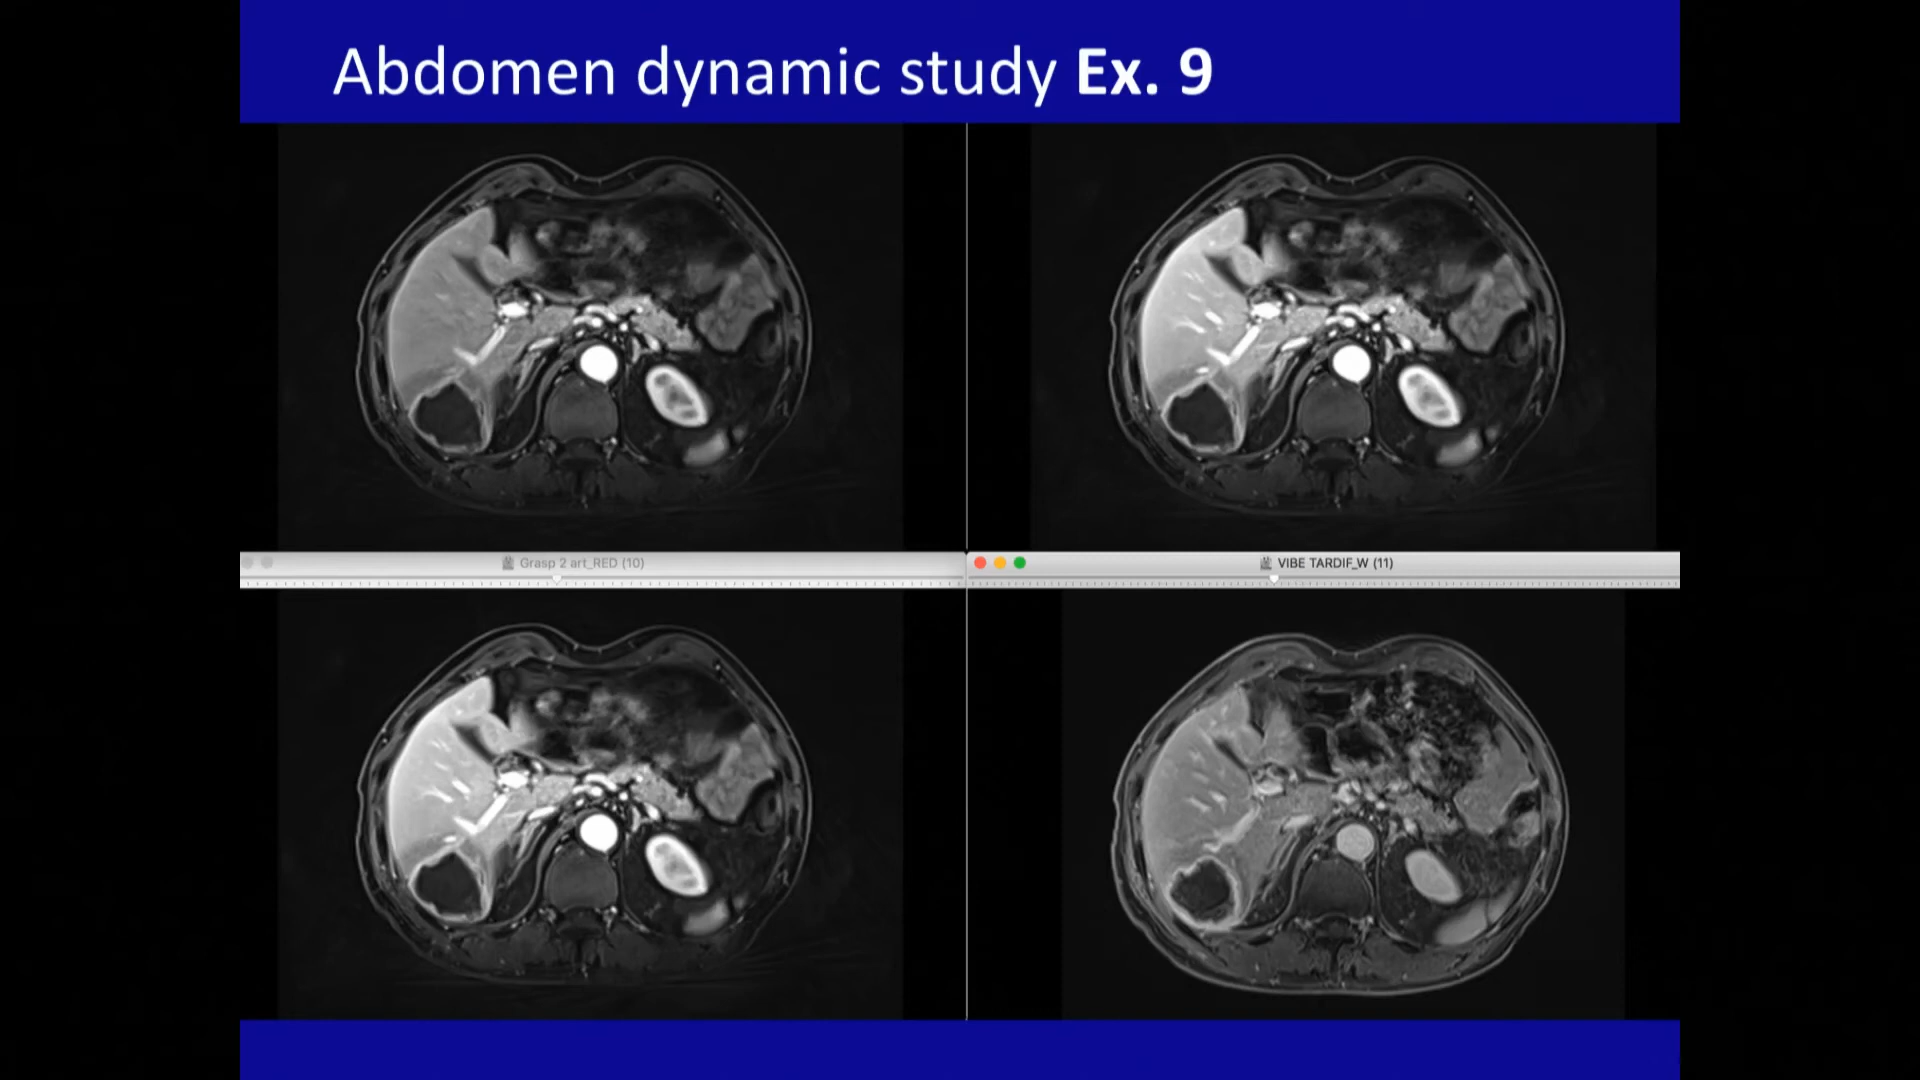 Abdomen dynamic study Ex. 9
Grasp 2 art_RED (10)
VIBE TARDIF_W (11)